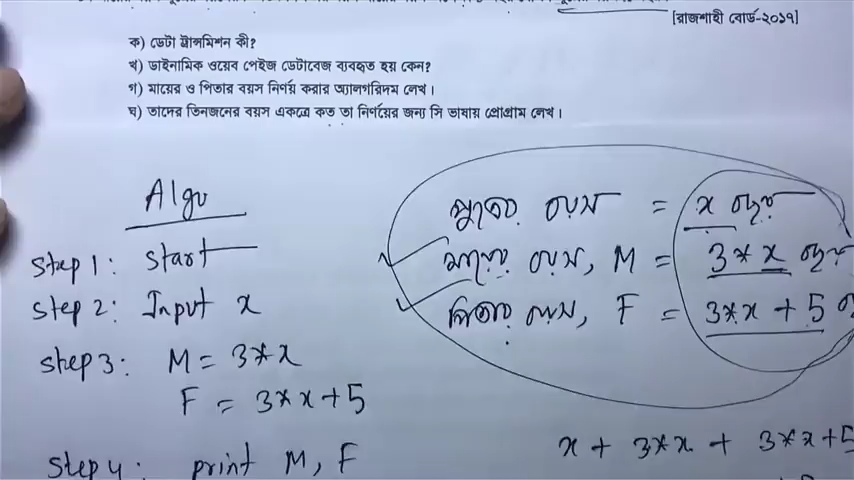 [রাজশাহী বোর্ড-২০১৭]
ক) ডেটা ট্রান্সমিশন কী?
খ) ডাইনামিক ওয়েব পেইজ ডেটাবেজ ব্যবহৃত হয় কেন?
গ) মায়ের ও পিতার বয়স নির্ণয় করার অ্যালগরিদম লেখ।
ঘ) তাদের তিনজনের বয়স একত্রে কত তা নির্ণয়ের জন্য সি ভাষায় প্রোগ্রাম লেখ।
Algo
Step 1: Start
Step 2: Input x
Step 3: M = 3*x
F = 3*x+5
Step 4: print M, F
পুত্রের বয়স = x বছর
মায়ের বয়স, M = 3*x বছর
পিতার বয়স, F = 3*x + 5
x + 3*x + 3*x+5